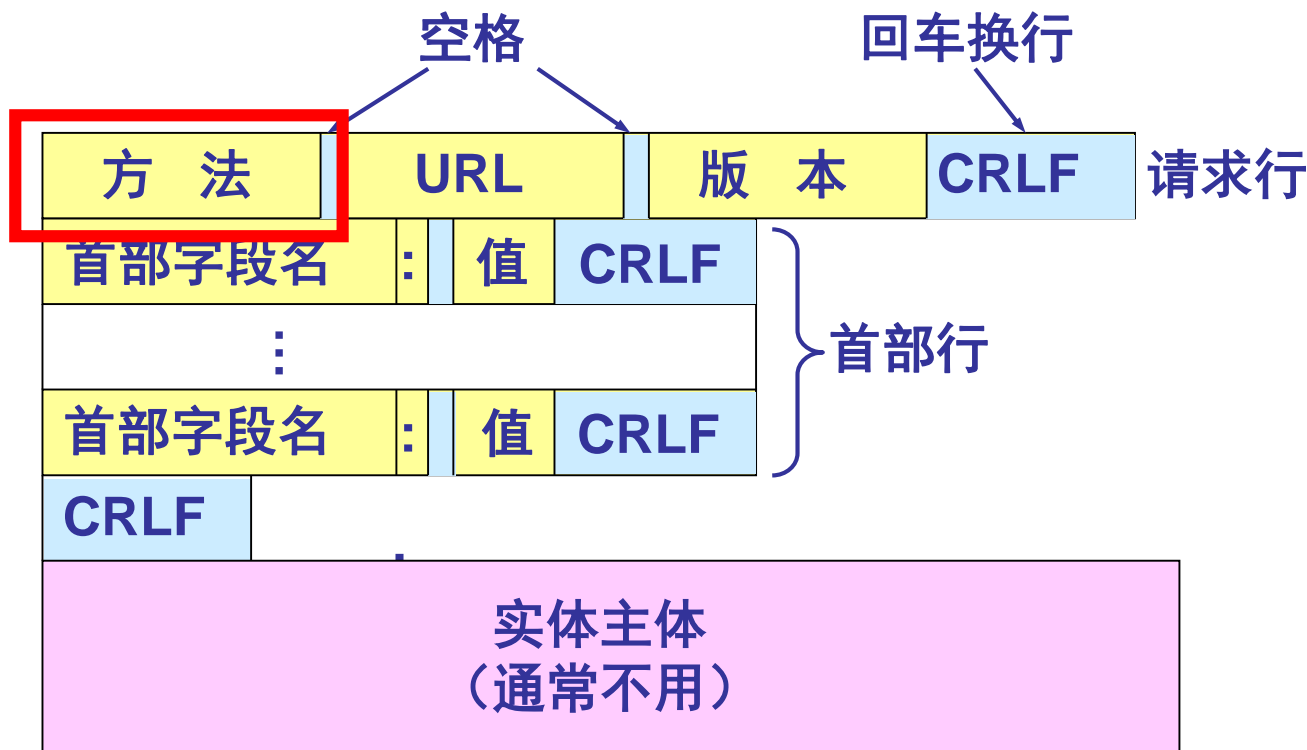 空格 回车换行
方 法 URL 版 本 CRLF 请求行
首部字段名 : 值 CRLF
⋮ 首部行
首部字段名 : 值 CRLF
CRLF
实体主体
（通常不用）